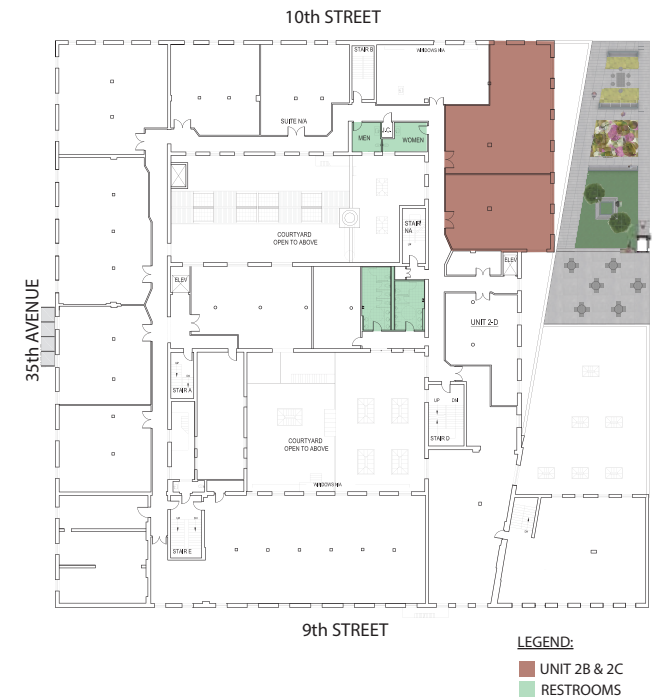 10th STREET
STAIR B
WINDOWS N/A
SUITE N/A
J.C.
MEN
WOMEN
COURTYARD
OPEN TO ABOVE
STAIR
NA
ELEV
ELEV
35th AVENUE
UNIT 2-D
STAIR A
UP
DN
STAIR D
COURTYARD
OPEN TO ABOVE
WINDOWS N/A
STAIR E
9th STREET
LEGEND:
UNIT 2B & 2C
RESTROOMS